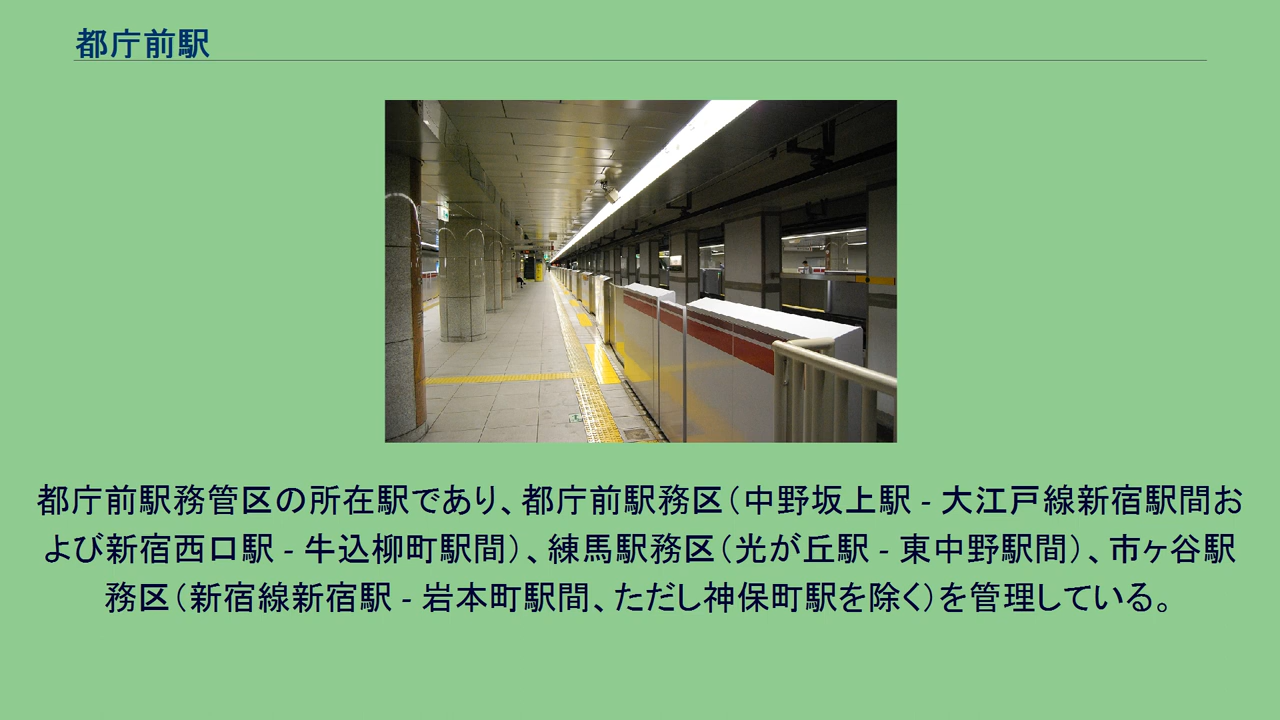 都庁前駅
都庁前駅務管区の所在駅であり、都庁前駅務区（中野坂上駅 - 大江戸線新宿駅間お
よび新宿西口駅 - 牛込柳町駅間）、練馬駅務区（光が丘駅 - 東中野駅間）、市ヶ谷駅
務区（新宿線新宿駅 - 岩本町駅間、ただし神保町駅を除く）を管理している。